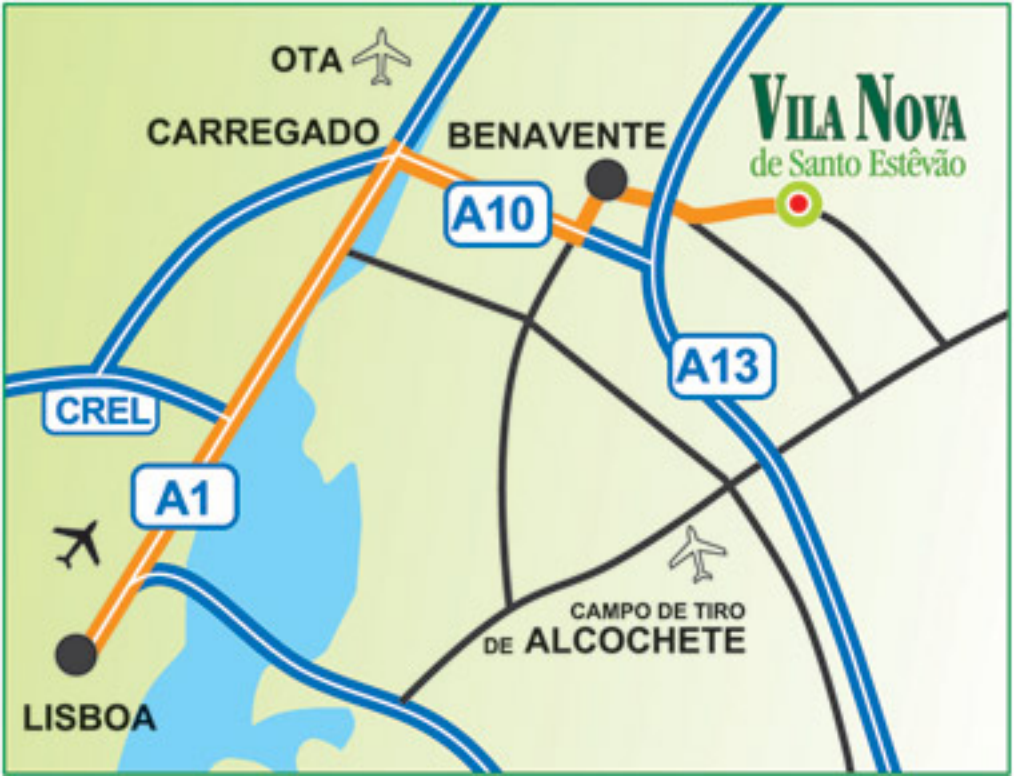 OTA
CARREGADO
BENAVENTE
VILA NOVA
de Santo Estêvão
A10
A13
CREL
A1
CAMPO DE TIRO
DE ALCOCHETE
LISBOA